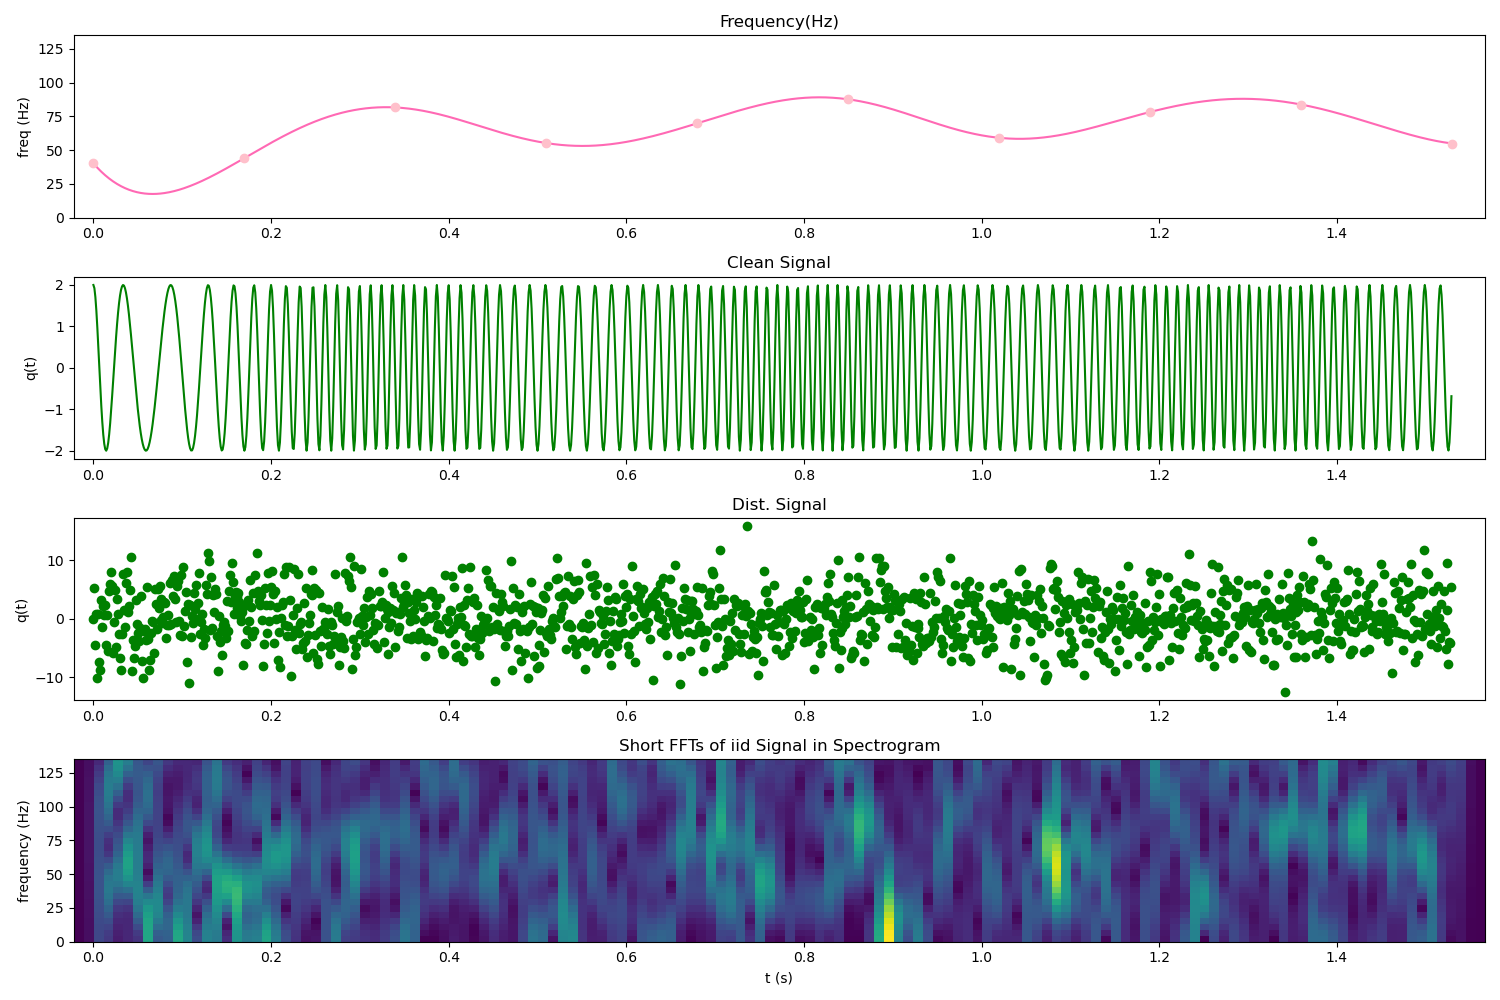 Frequency(Hz)
freq (Hz)
125
100
75
50
25
0
0.0 0.2 0.4 0.6 0.8 1.0 1.2 1.4
Clean Signal
q(t)
2
1
0
−1
−2
0.0 0.2 0.4 0.6 0.8 1.0 1.2 1.4
Dist. Signal
q(t)
10
0
−10
0.0 0.2 0.4 0.6 0.8 1.0 1.2 1.4
Short FFTs of iid Signal in Spectrogram
frequency (Hz)
125
100
75
50
25
0
0.0 0.2 0.4 0.6 0.8 1.0 1.2 1.4
t (s)